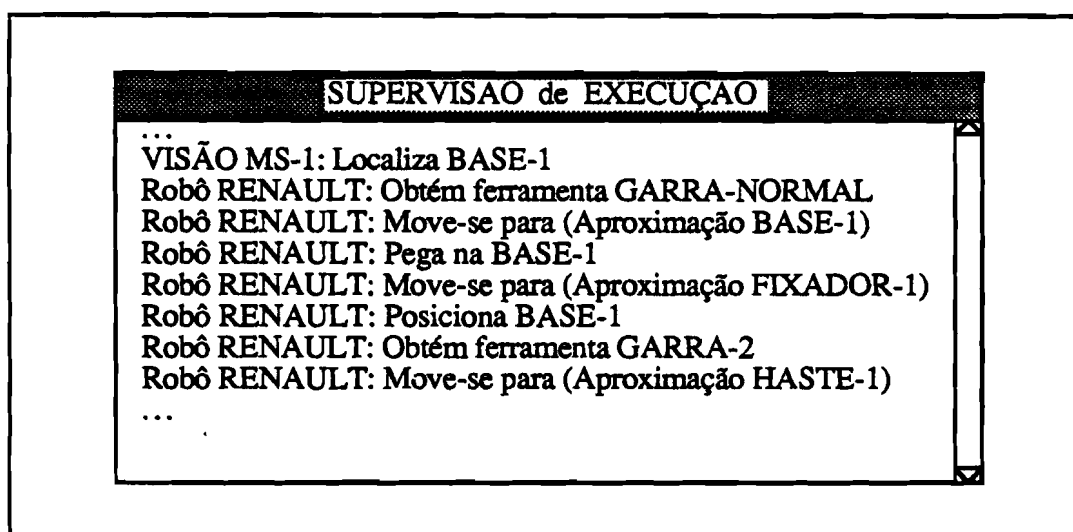 SUPERVISAO de EXECUÇAO
...
VISÃO MS-1: Localiza BASE-1
Robô RENAULT: Obtém ferramenta GARRA-NORMAL
Robô RENAULT: Move-se para (Aproximação BASE-1)
Robô RENAULT: Pega na BASE-1
Robô RENAULT: Move-se para (Aproximação FIXADOR-1)
Robô RENAULT: Posiciona BASE-1
Robô RENAULT: Obtém ferramenta GARRA-2
Robô RENAULT: Move-se para (Aproximação HASTE-1)
...